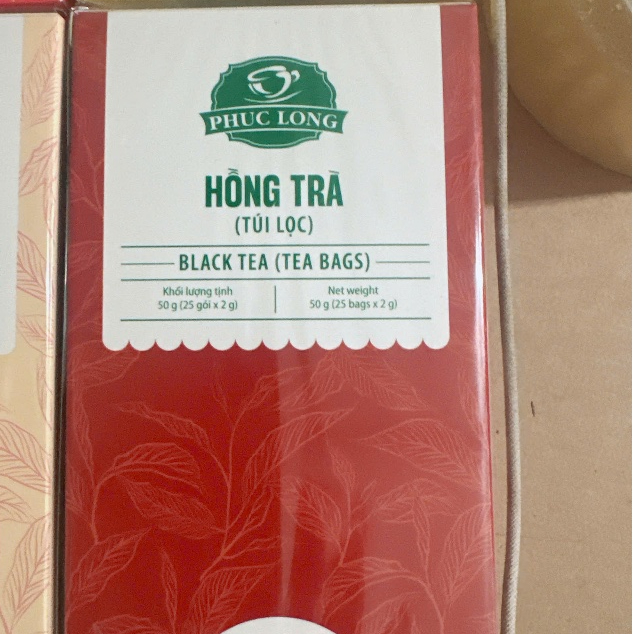 PHUC LONG
HỒNG TRÀ
(TÚI LỌC)
BLACK TEA (TEA BAGS)
Khối lượng tịnh
50 g (25 gói x 2 g)
Net weight
50 g (25 bags x 2 g)